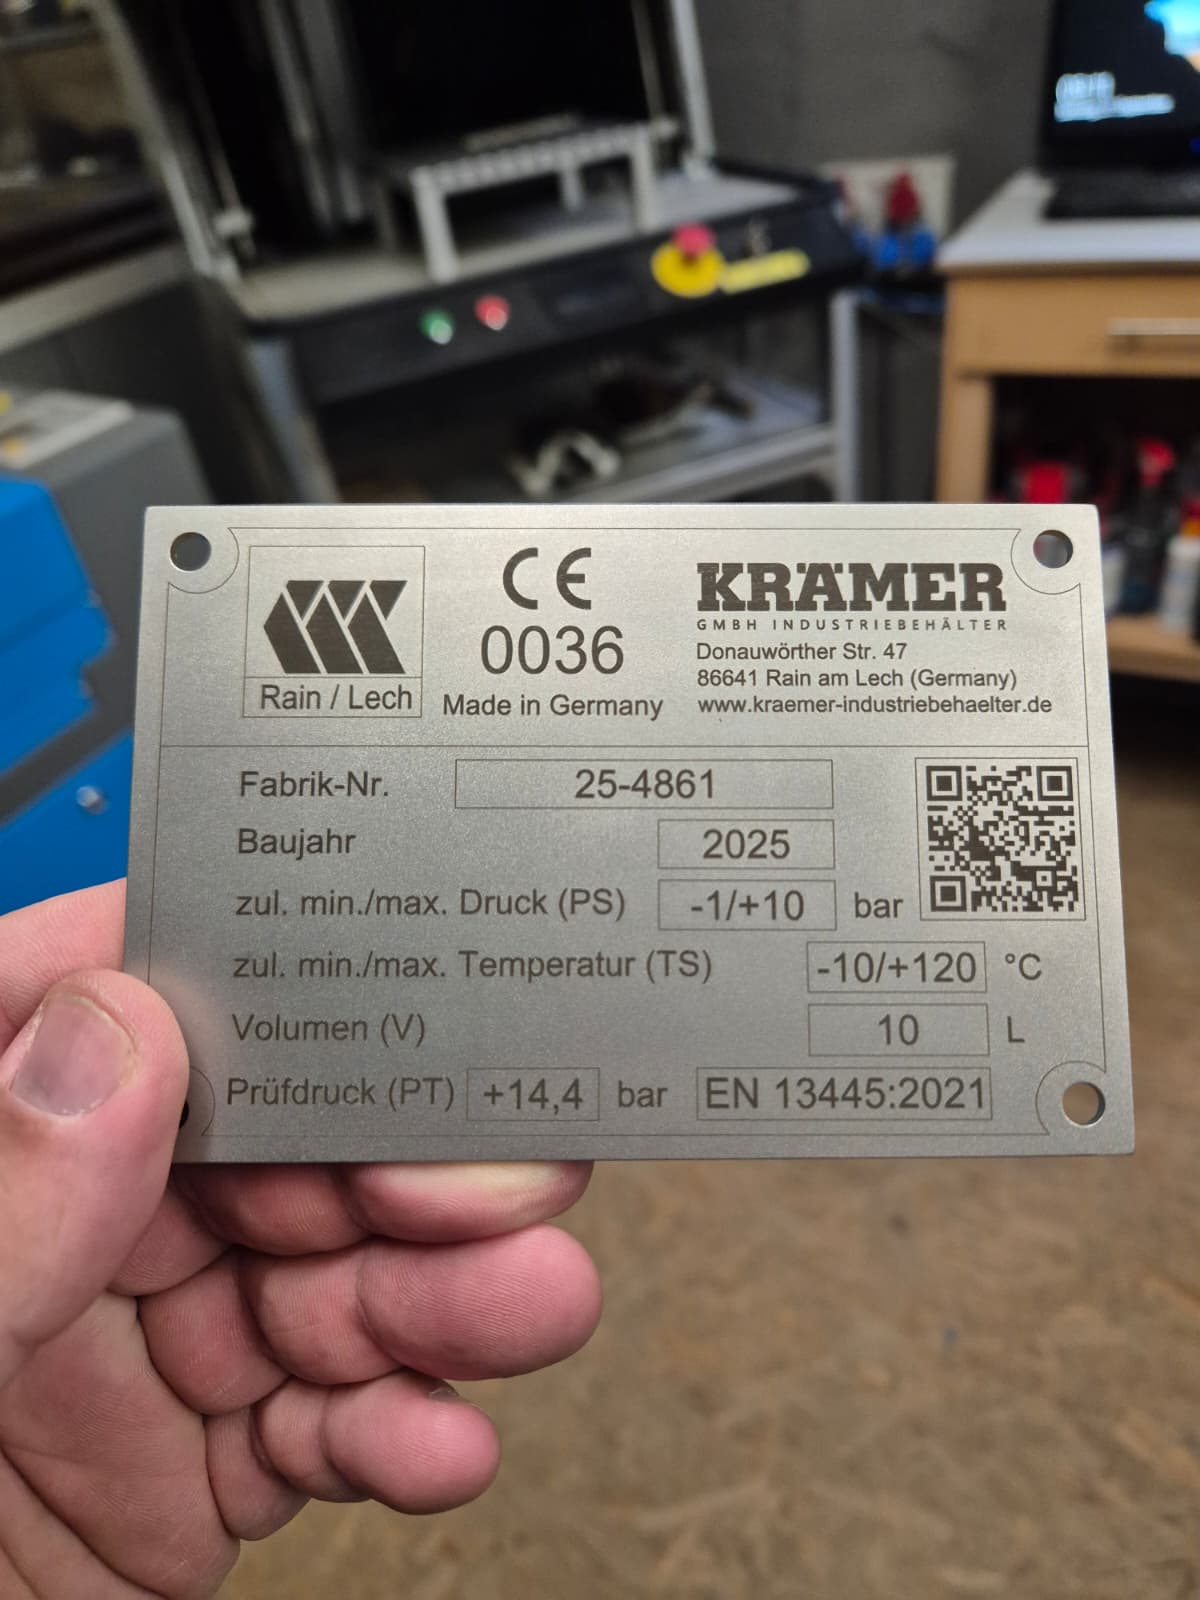 Rain / Lech
CE
0036
Made in Germany
KRÄMER
GMBH INDUSTRIEBEHÄLTER
Donauwörther Str. 47
86641 Rain am Lech (Germany)
www.kraemer-industriebehaelter.de
Fabrik-Nr. 25-4861
Baujahr 2025
zul. min./max. Druck (PS) -1/+10 bar
zul. min./max. Temperatur (TS) -10/+120 °C
Volumen (V) 10 L
Prüfdruck (PT) +14,4 bar EN 13445:2021